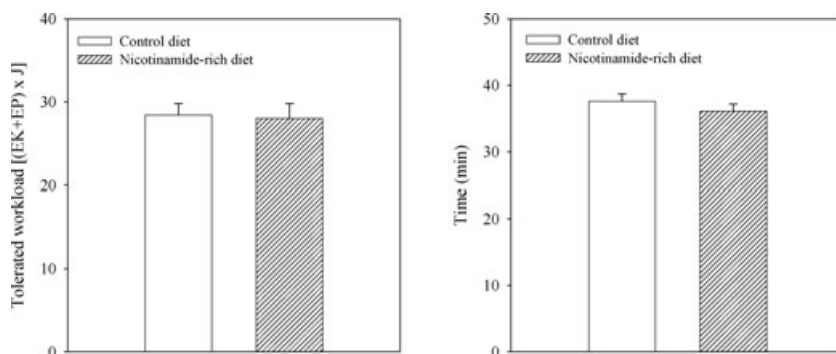 40
30
20
10
0
Tolerated workload [(EK+EP) x J]
Control diet
Nicotinamide-rich diet
50
40
30
20
10
0
Time (min)
Control diet
Nicotinamide-rich diet